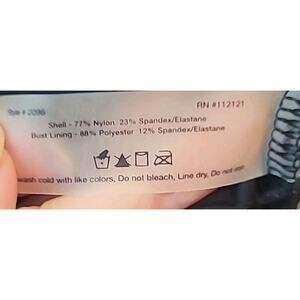 Style # 2096
RN #112121
Shell - 77% Nylon 23% Spandex/Elastane
Bust Lining - 88% Polyester 12% Spandex/Elastane
wash cold with like colors, Do not bleach, Line dry, Do not iron